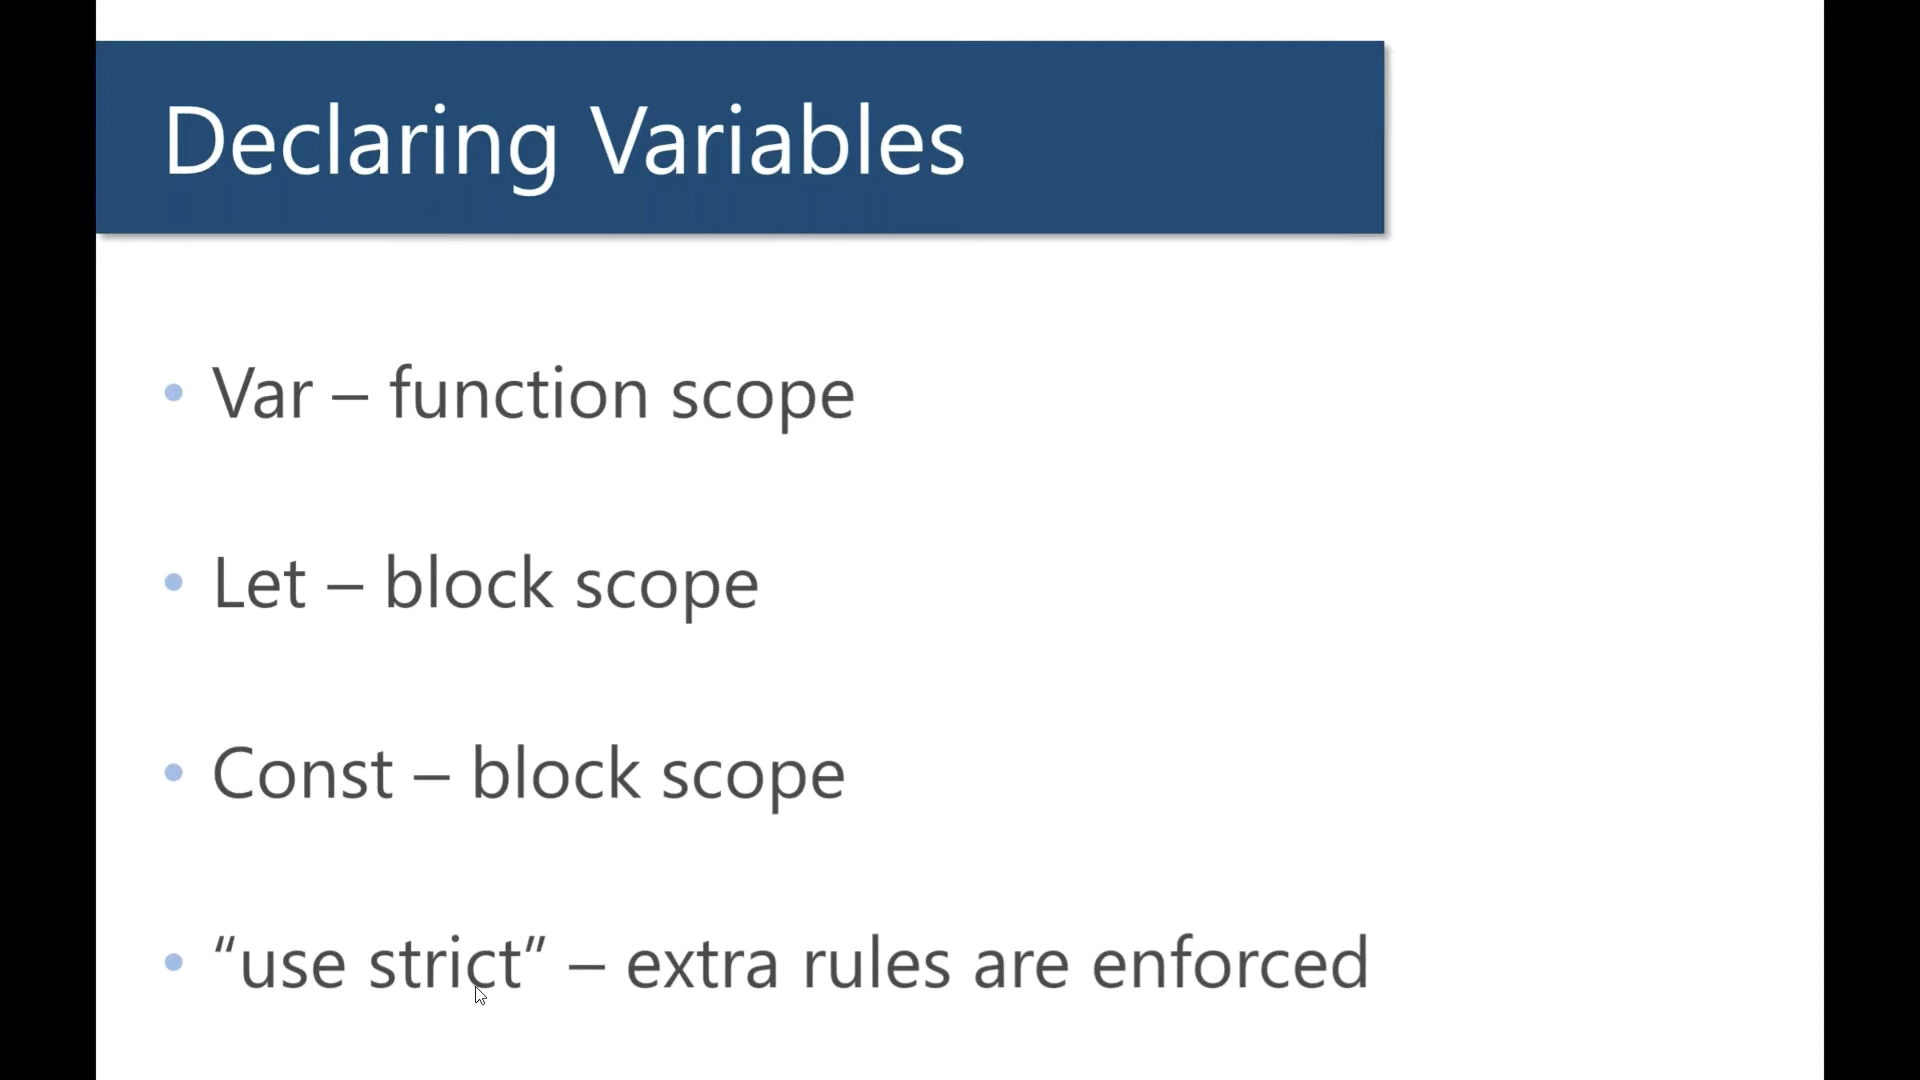 Declaring Variables
• Var – function scope
• Let – block scope
• Const – block scope
• “use strict” – extra rules are enforced